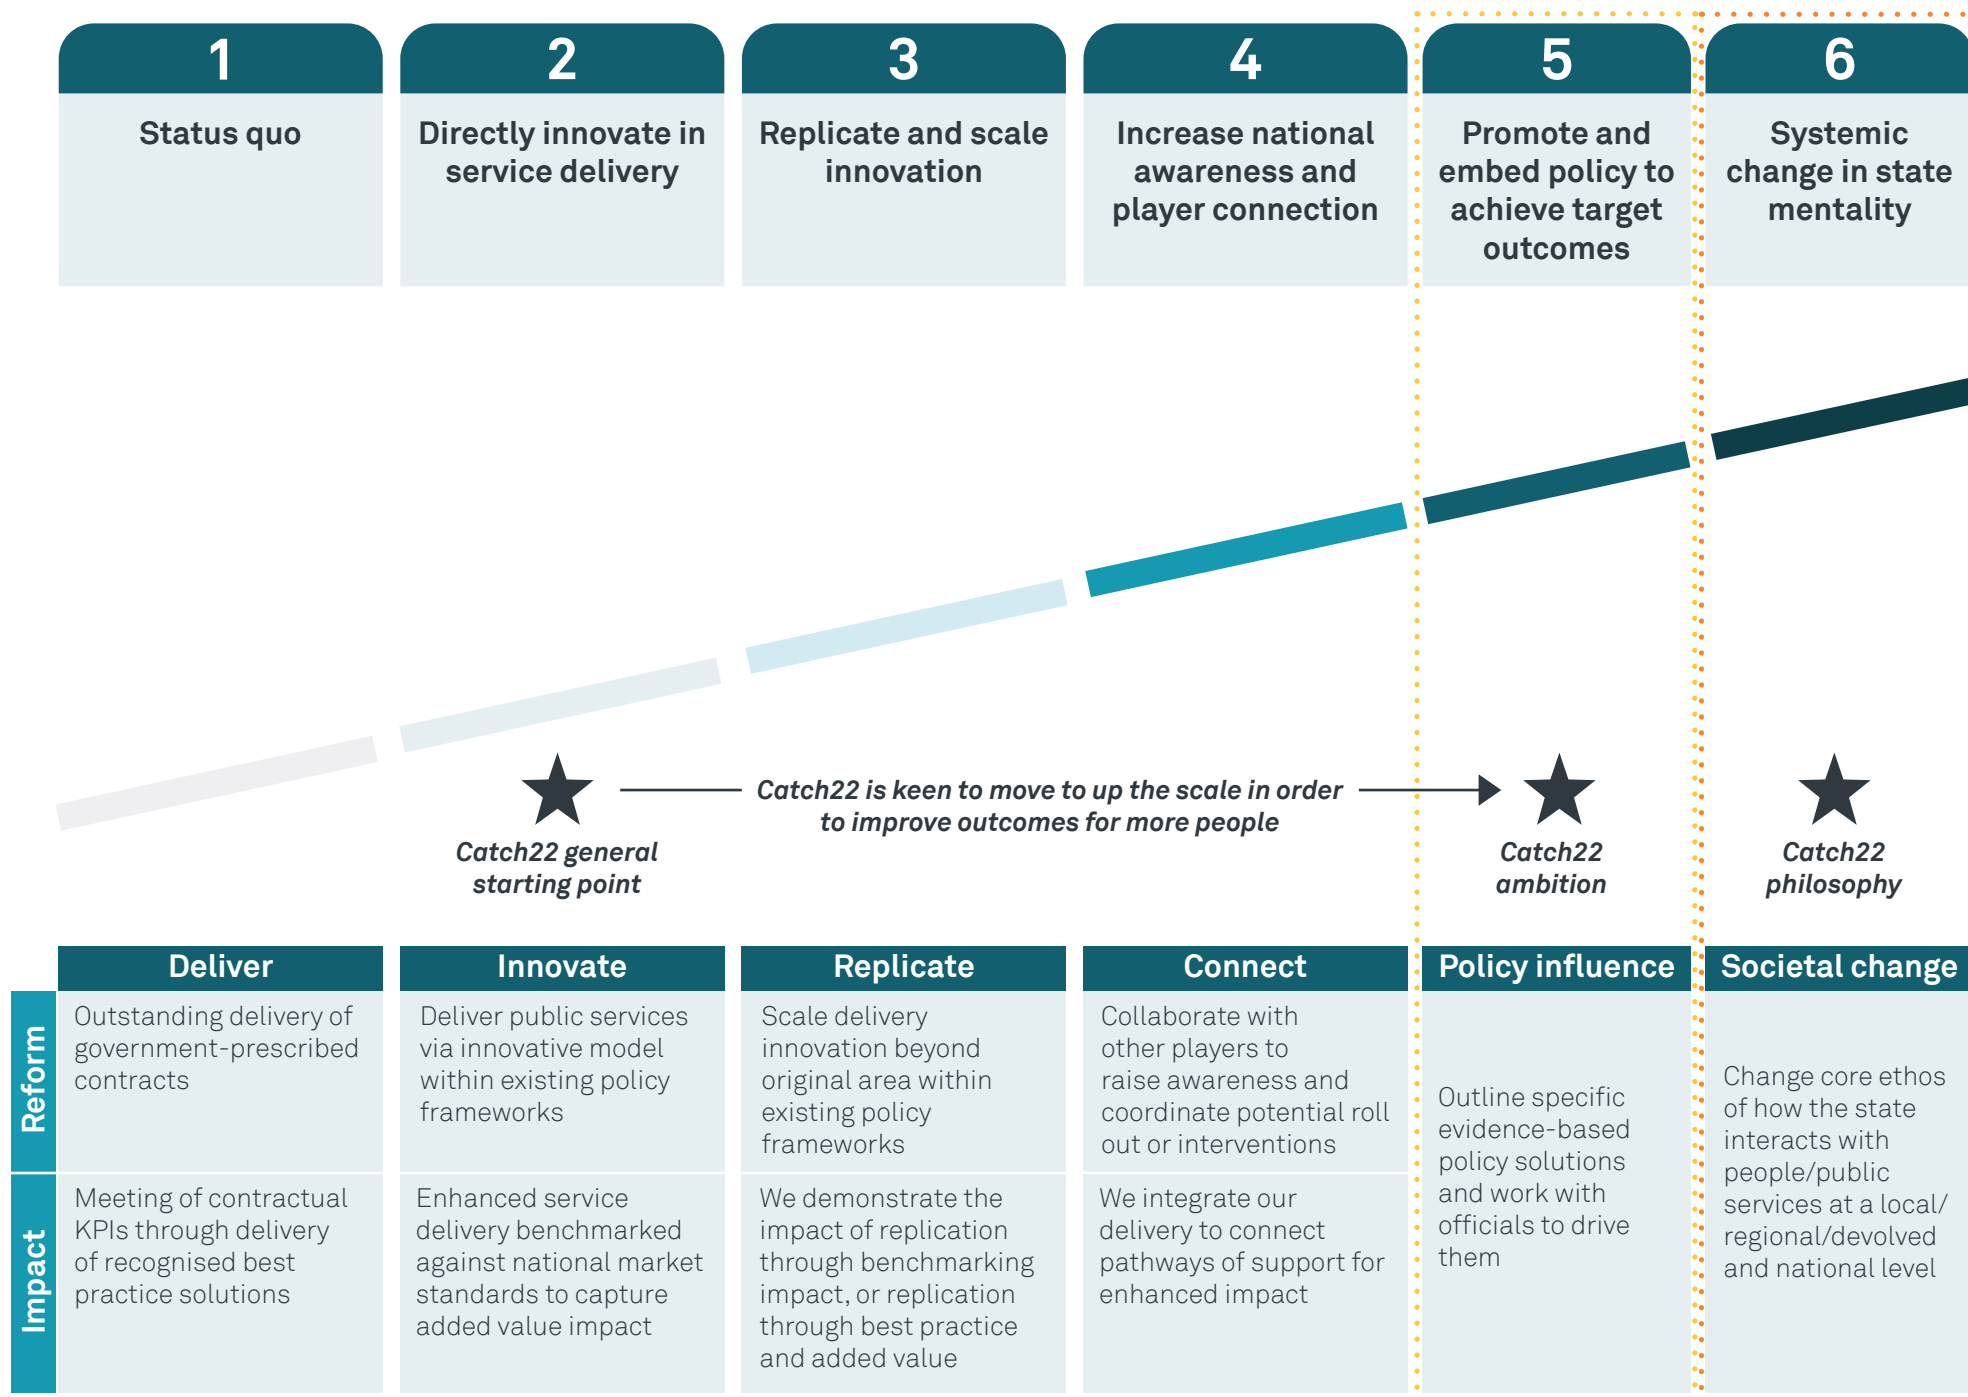 1
Status quo
2
Directly innovate in
service delivery
3
Replicate and scale
innovation
4
Increase national
awareness and
player connection
5
Promote and
embed policy to
achieve target
outcomes
6
Systemic
change in state
mentality
Catch22 general
starting point
Catch22 is keen to move to up the scale in order
to improve outcomes for more people
Catch22
ambition
Catch22
philosophy
Deliver
Innovate
Replicate
Connect
Policy influence
Societal change
Reform
Outstanding delivery of
government-prescribed
contracts
Deliver public services
via innovative model
within existing policy
frameworks
Scale delivery
innovation beyond
original area within
existing policy
frameworks
Collaborate with
other players to
raise awareness and
coordinate potential roll
out or interventions
Outline specific
evidence-based
policy solutions
and work with
officials to drive
them
Change core ethos
of how the state
interacts with
people/public
services at a local/
regional/devolved
and national level
Impact
Meeting of contractual
KPIs through delivery
of recognised best
practice solutions
Enhanced service
delivery benchmarked
against national market
standards to capture
added value impact
We demonstrate the
impact of replication
through benchmarking
impact, or replication
through best practice
and added value
We integrate our
delivery to connect
pathways of support for
enhanced impact